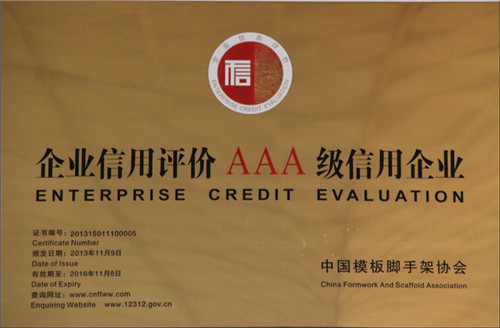 企业信用评价
信
ENTERPRISE CREDIT EVALUATION
企业信用评价 AAA 级信用企业
ENTERPRISE CREDIT EVALUATION
证书编号：201315011100005
Certificate Number
颁发日期：2013年11月9日
Date of Issue
有效期至：2016年11月8日
Date of Expiry
查询网址：www.cnffww.com
Enquiring Website www.12312.gov.cn
中国模板脚手架协会
China Formwork And Scaffold Association